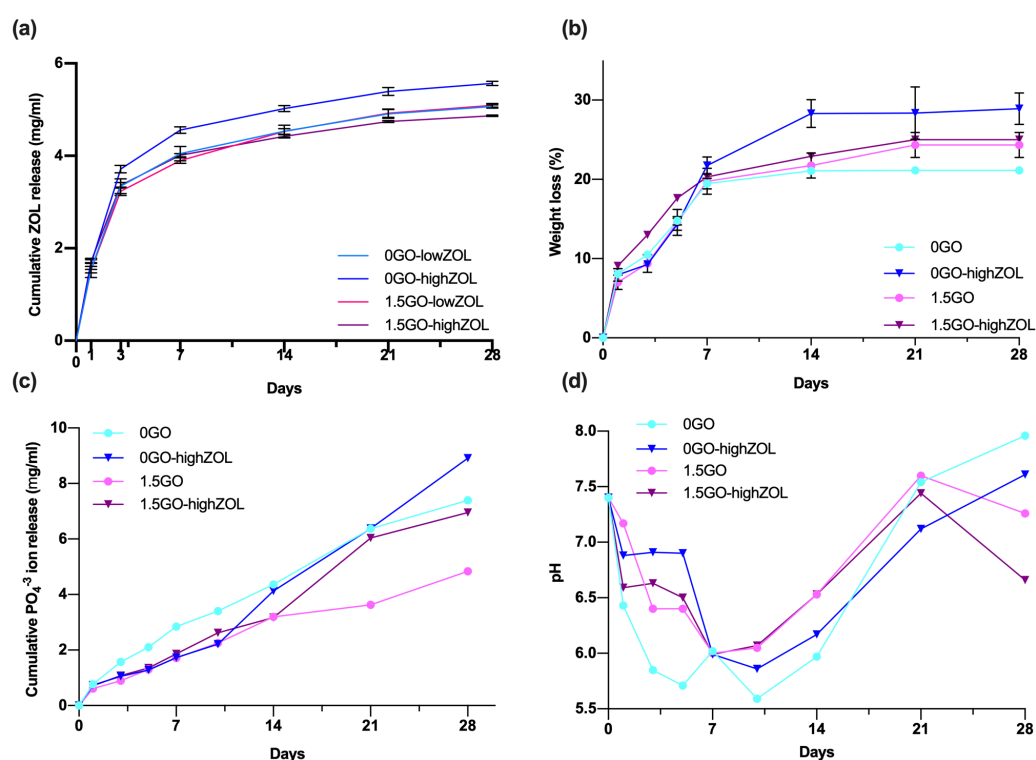 (a)
Cumulative ZOL release (mg/ml)
6
4
2
0
0GO-lowZOL
0GO-highZOL
1.5GO-lowZOL
1.5GO-highZOL
0 1 3 7 14 21 28
Days
(b)
Weight loss (%)
30
20
10
0
0GO
0GO-highZOL
1.5GO
1.5GO-highZOL
0 7 14 21 28
Days
(c)
Cumulative PO4-3 ion release (mg/ml)
10
8
6
4
2
0
0GO
0GO-highZOL
1.5GO
1.5GO-highZOL
0 7 14 21 28
Days
(d)
pH
8.0
7.5
7.0
6.5
6.0
5.5
0GO
0GO-highZOL
1.5GO
1.5GO-highZOL
0 7 14 21 28
Days